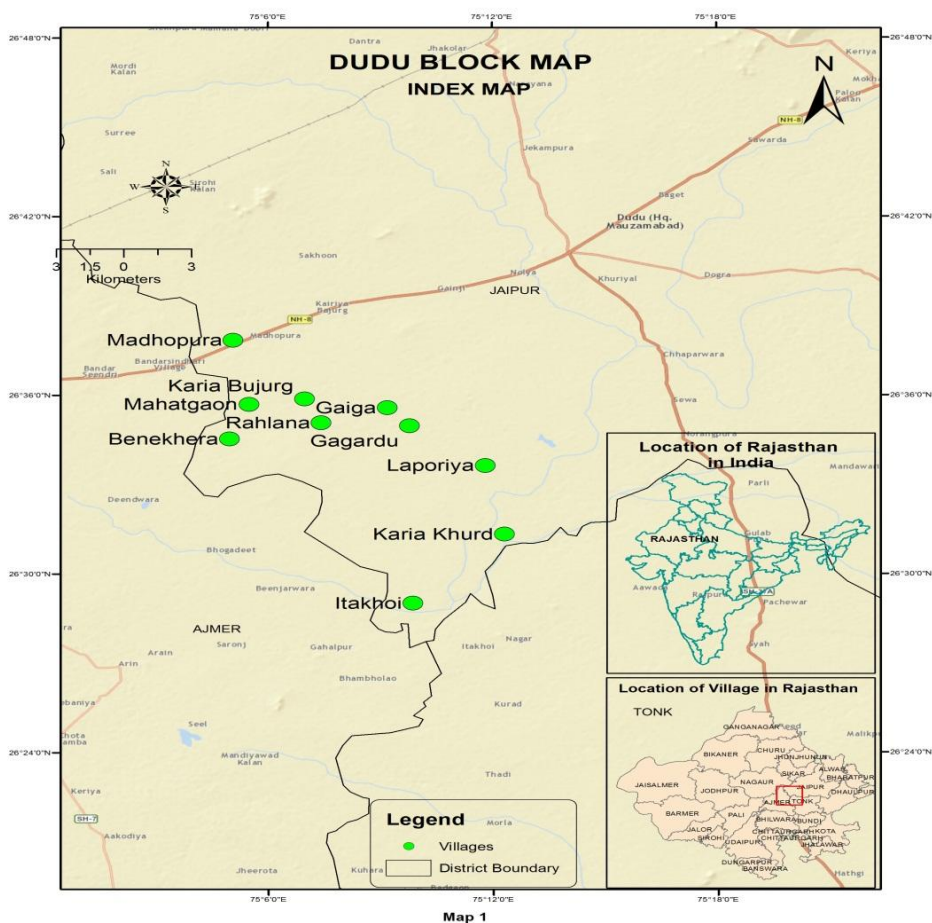 75°6'0"E
75°12'0"E
75°18'0"E
26°48'0"N
26°48'0"N
DUDU BLOCK MAP
INDEX MAP
N
Dantra
Jhakolar
Keriya
Mordi
Kalan
NH-8
Surree
Sawarda
Jekampura
Sali
N
W
E
S
Sirohi
Kalan
Baget
26°42'0"N
26°42'0"N
Dudu (Hq.
Mauzamabad)
Sakhoon
3 1.5 0 3
Kilometers
Nolya
Khuriyal
Dogra
Gainji
JAIPUR
Kairiya
Bajurg
NH-8
Madhopura
Madhopura
Chhaparwara
Bandarsindhari
Village
Bandar
Seendri
Karia Bujurg
26°36'0"N
26°36'0"N
Mahatgaon
Gaiga
Sewa
Rahlana
Gagardu
Benekhera
Laporiya
Location of Rajasthan
in India
Mandawari
Parli
Deendwara
Karia Khurd
Gulab
RAJASTHAN
Bhogadeet
26°30'0"N
26°30'0"N
Beenjarwara
Aawada
Pachewar
Itakhoi
AJMER
Nagar
Syah
Saronj
Gahalpur
Itakhoi
Arain
Arin
Bhambholao
Location of Village in Rajasthan
TONK
Kurad
Seel
GANGANAGAR
Malikp
Chota
Mandiyawad
Kalan
26°24'0"N
26°24'0"N
BIKANER
CHURU
JHUNJHUNUN
Thadi
SIKAR
ALWAR
BHARATPUR
JAISALMER
NAGAUR
JAIPUR
JODHPUR
DHAULPUR
Keriya
AJMER
TONK
BARMER
PALI
BHILWARA
BUNDI
SH-7
Legend
Villages
District Boundary
Morla
JALOR
CHITTAURGARH
KOTA
SIROHI
CHITTAURGARH
JHALAWAR
Aakodiya
UDAIPUR
DUNGARPUR
BANSWARA
Jheerota
Kuhara
Hathgi
75°6'0"E
75°12'0"E
75°18'0"E
Map 1